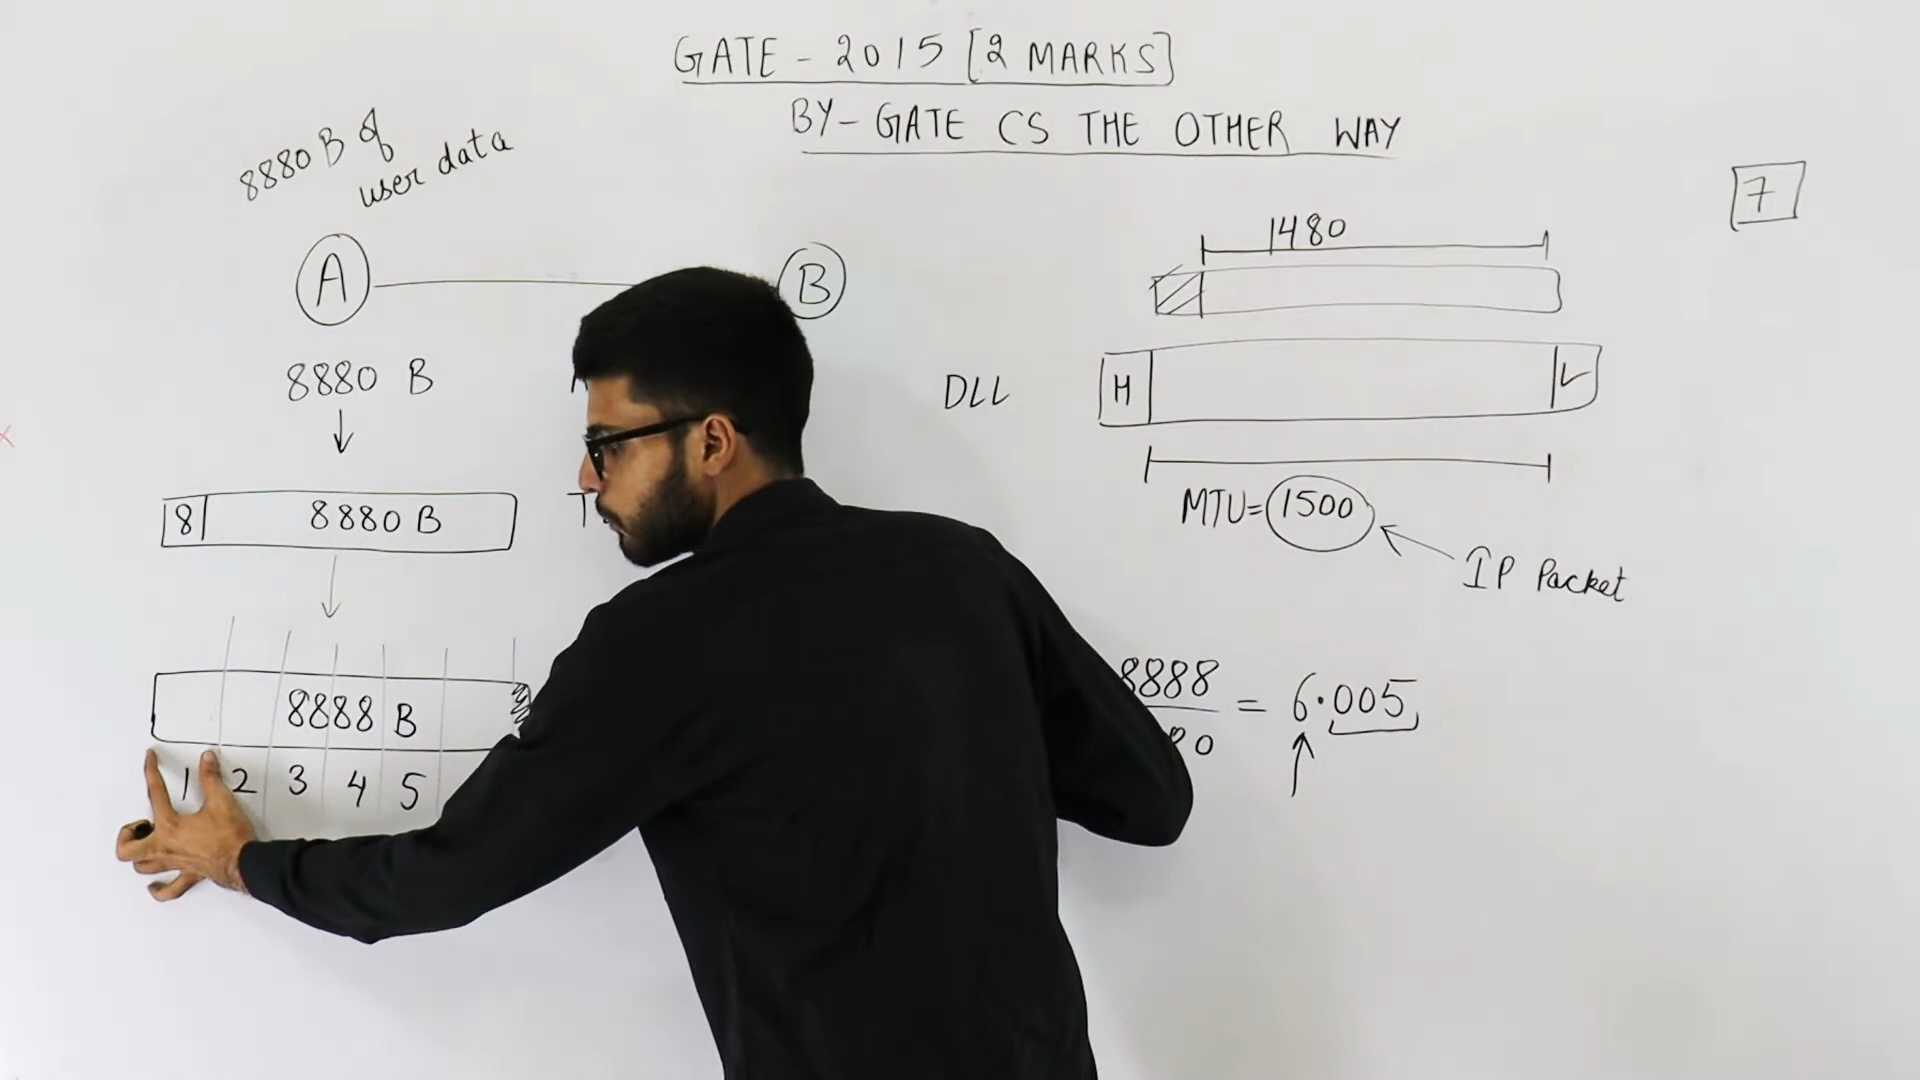 GATE - 2015 [2 MARKS]
BY - GATE CS THE OTHER WAY
8880 B of
user data
7
1480
A
B
8880 B
DLL
H
8
8880 B
T
MTU=1500
IP Packet
8888 B
1 2 3 4 5
8888
= 6.005